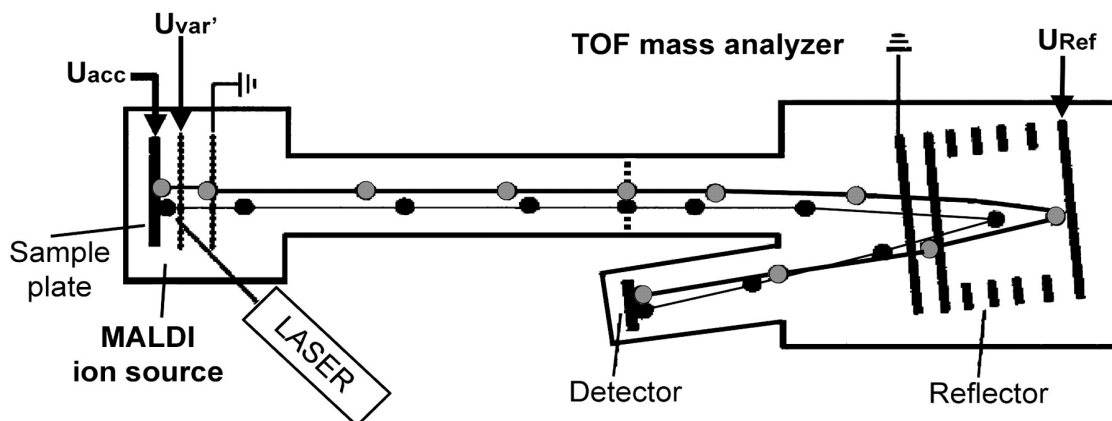 Uvar’
TOF mass analyzer
URef
Uacc
Sample
plate
MALDI
ion source
LASER
Detector
Reflector